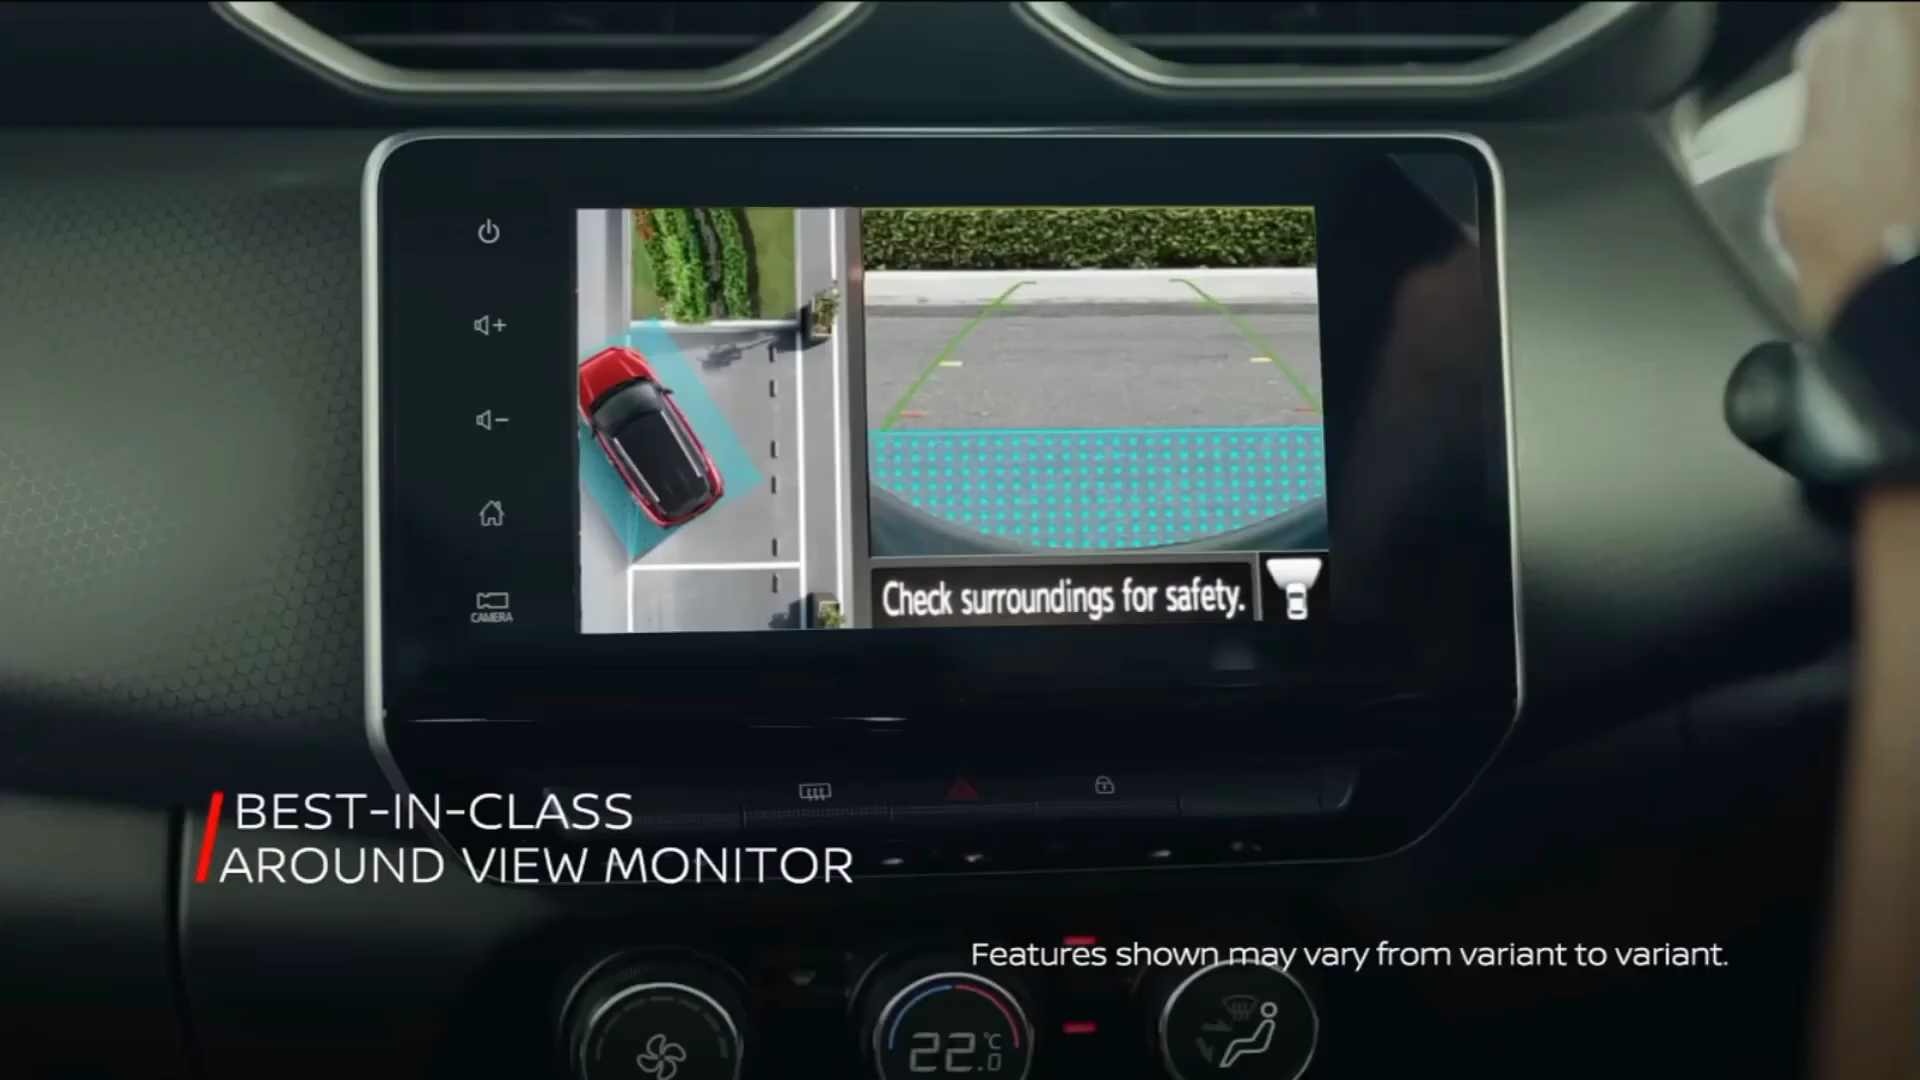 CAMERA
Check surroundings for safety.
BEST-IN-CLASS
AROUND VIEW MONITOR
Features shown may vary from variant to variant.
22.0 °C